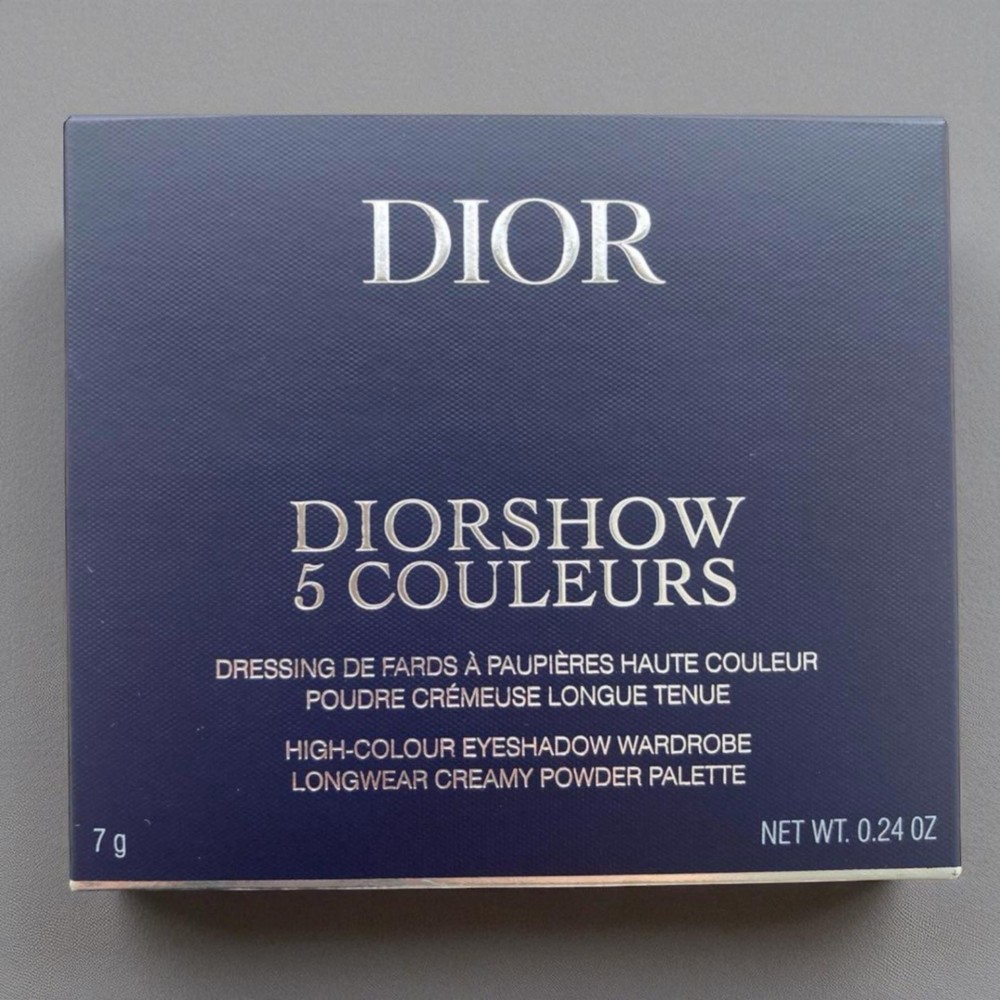 DIOR
DIORSHOW
5 COULEURS
DRESSING DE FARDS À PAUPIÈRES HAUTE COULEUR
POUDRE CRÉMEUSE LONGUE TENUE
HIGH-COLOUR EYESHADOW WARDROBE
LONGWEAR CREAMY POWDER PALETTE
7 g
NET WT. 0.24 OZ